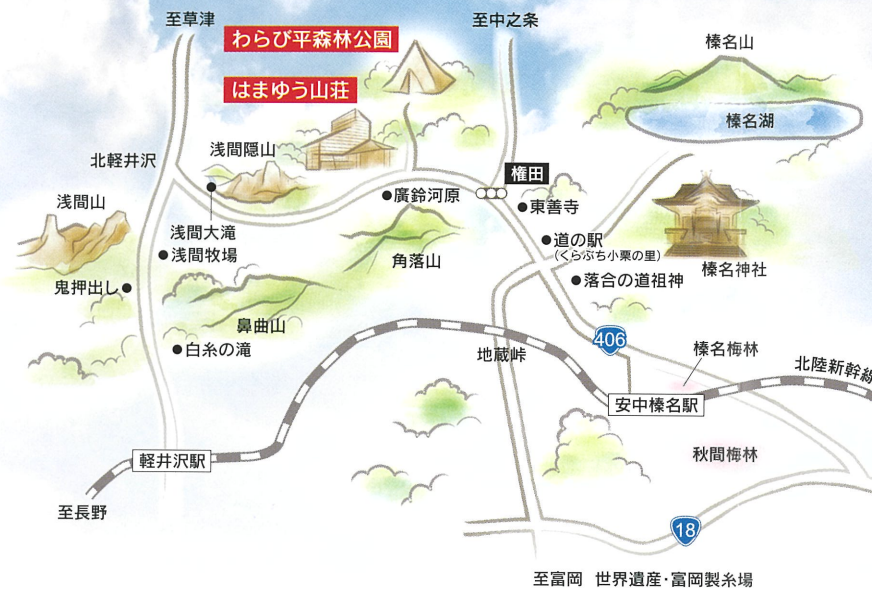 至草津
至中之条
わらび平森林公園
榛名山
はまゆう山荘
榛名湖
北軽井沢
浅間隠山
権田
浅間山
廣鈴河原
東善寺
浅間大滝
道の駅
(くらぶち小栗の里)
浅間牧場
角落山
榛名神社
鬼押出し
落合の道祖神
鼻曲山
406
白糸の滝
地蔵峠
榛名梅林
北陸新幹線
安中榛名駅
軽井沢駅
秋間梅林
至長野
18
至富岡 世界遺産・富岡製糸場